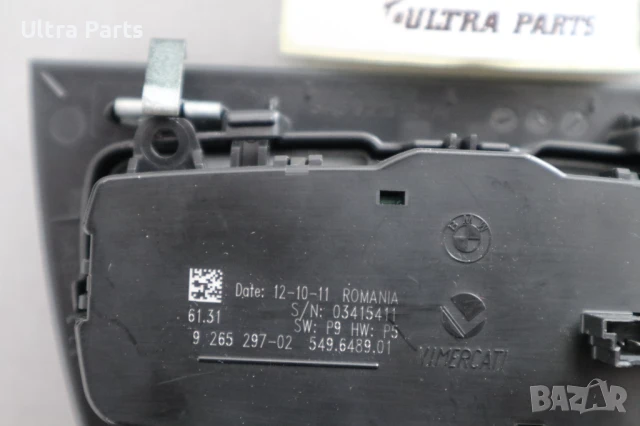 Ultra Parts
ULTRA PARTS
BMW
Date: 12-10-11 ROMANIA
S/N: 03415411
61.31
SW: P9 HW: P5
9 265 297-02 549.6489.01
VIMERCATI
bazar